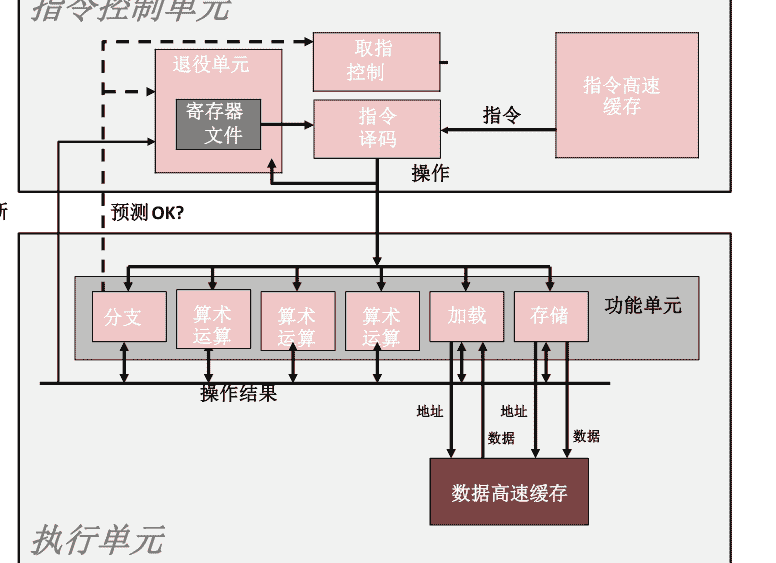 指令控制单元
退役单元
取指
控制
指令高速
缓存
寄存器
文件
指令
译码
指令
操作
新
预测 OK?
功能单元
分支
算术
运算
算术
运算
算术
运算
加载
存储
操作结果
地址
数据
地址
数据
数据高速缓存
执行单元